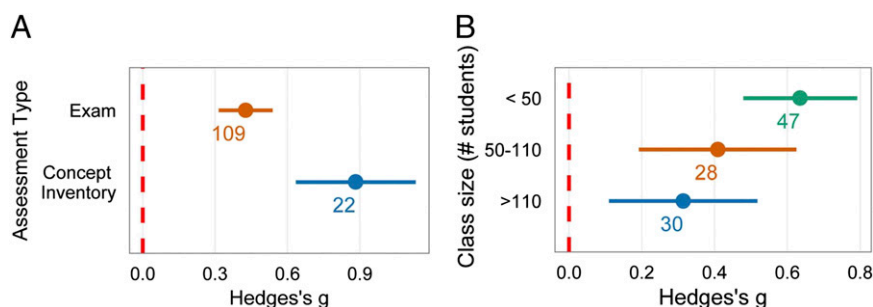 A
Assessment Type
Exam
109
Concept
Inventory
22
0.0 0.3 0.6 0.9
Hedges's g
B
Class size (# students)
< 50
47
50-110
28
>110
30
0.0 0.2 0.4 0.6 0.8
Hedges's g